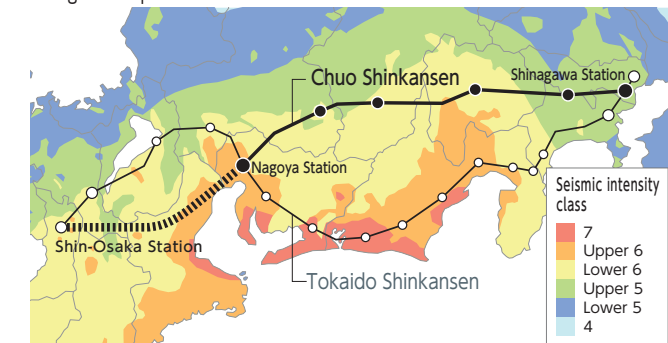 Chuo Shinkansen
Shinagawa Station
Nagoya Station
Shin-Osaka Station
Tokaido Shinkansen
Seismic intensity
class
7
Upper 6
Lower 6
Upper 5
Lower 5
4